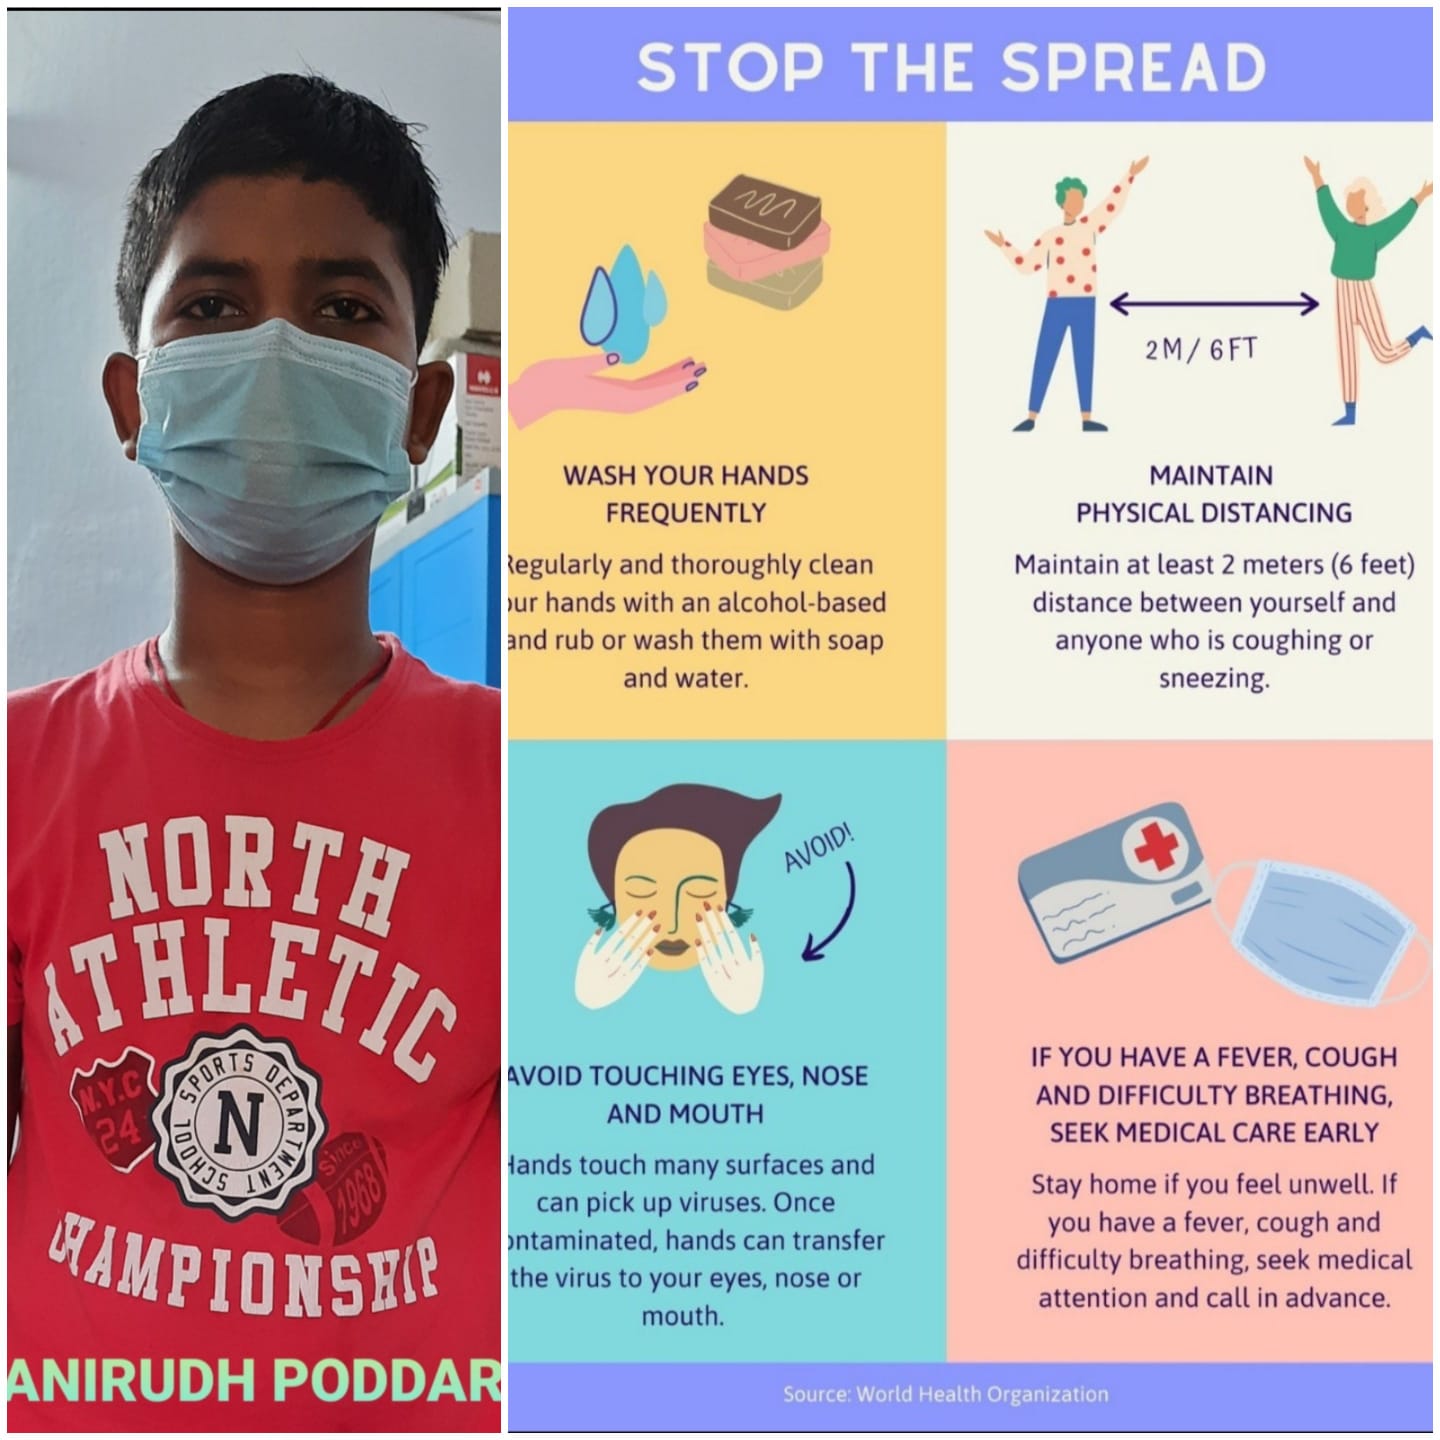 NORTH
ATHLETIC
N.Y.C
24
SPORTS DEPARTMENT SCHOOL
N
Since
1968
CHAMPIONSHIP
ANIRUDH PODDAR
STOP THE SPREAD
WASH YOUR HANDS
FREQUENTLY
Regularly and thoroughly clean
our hands with an alcohol-based
and rub or wash them with soap
and water.
2M/ 6FT
MAINTAIN
PHYSICAL DISTANCING
Maintain at least 2 meters (6 feet)
distance between yourself and
anyone who is coughing or
sneezing.
AVOID!
AVOID TOUCHING EYES, NOSE
AND MOUTH
Hands touch many surfaces and
can pick up viruses. Once
ontaminated, hands can transfer
the virus to your eyes, nose or
mouth.
IF YOU HAVE A FEVER, COUGH
AND DIFFICULTY BREATHING,
SEEK MEDICAL CARE EARLY
Stay home if you feel unwell. If
you have a fever, cough and
difficulty breathing, seek medical
attention and call in advance.
Source: World Health Organization